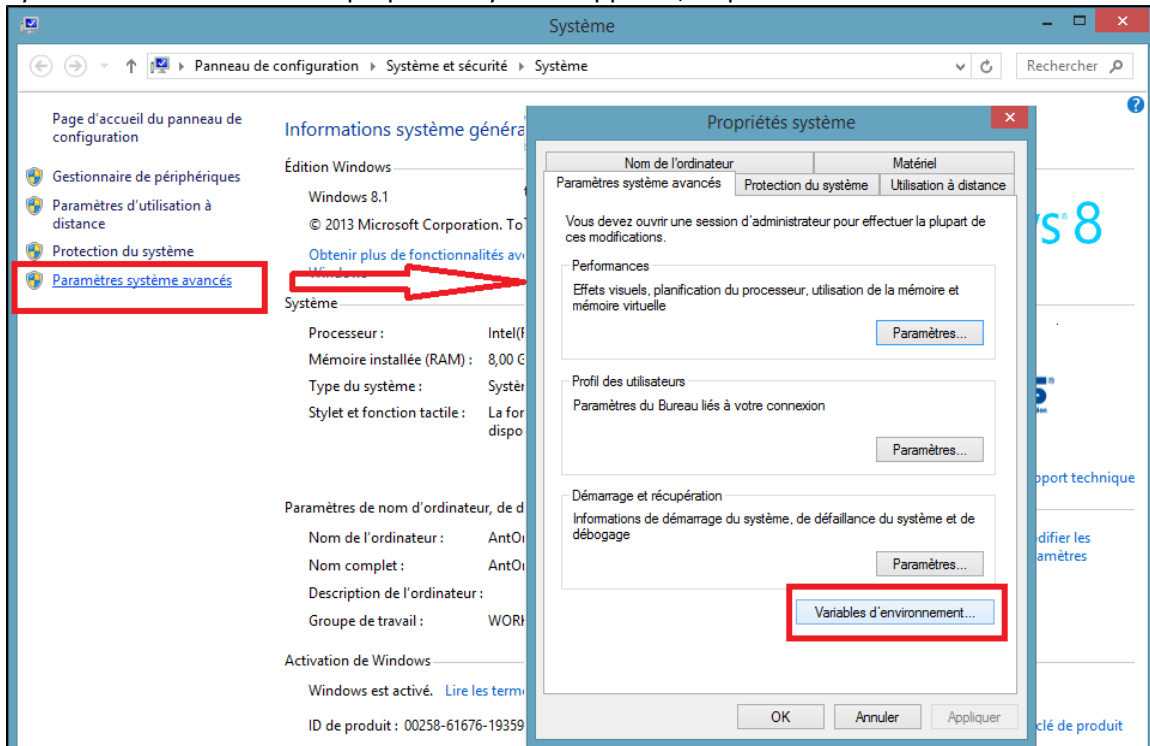 Système
Panneau de configuration Système et sécurité Système
Rechercher
Page d'accueil du panneau de
configuration
Gestionnaire de périphériques
Paramètres d'utilisation à
distance
Protection du système
Paramètres système avancés
Informations système généra
Édition Windows
Windows 8.1
© 2013 Microsoft Corporation. To
Obtenir plus de fonctionnalités av
Système
Processeur :
Intel(
Mémoire installée (RAM) :
8,00 G
Type du système :
Systè
Stylet et fonction tactile :
La for
dispo
Paramètres de nom d'ordinateur, de d
Nom de l'ordinateur :
AntO
Nom complet :
AntO
Description de l'ordinateur :
Groupe de travail :
WOR
Activation de Windows
Windows est activé. Lire les term
ID de produit : 00258-61676-19359
Propriétés système
Nom de l'ordinateur
Matériel
Paramètres système avancés
Protection du système
Utilisation à distance
Vous devez ouvrir une session d'administrateur pour effectuer la plupart de
ces modifications.
Performances
Effets visuels, planification du processeur, utilisation de la mémoire et
mémoire virtuelle
Paramètres...
Profil des utilisateurs
Paramètres du Bureau liés à votre connexion
Paramètres...
Démarrage et récupération
Informations de démarrage du système, de défaillance du système et de
débogage
Paramètres...
Variables d'environnement...
OK
Annuler
Appliquer
s 8
pport technique
difier les
amètres
clé de produit